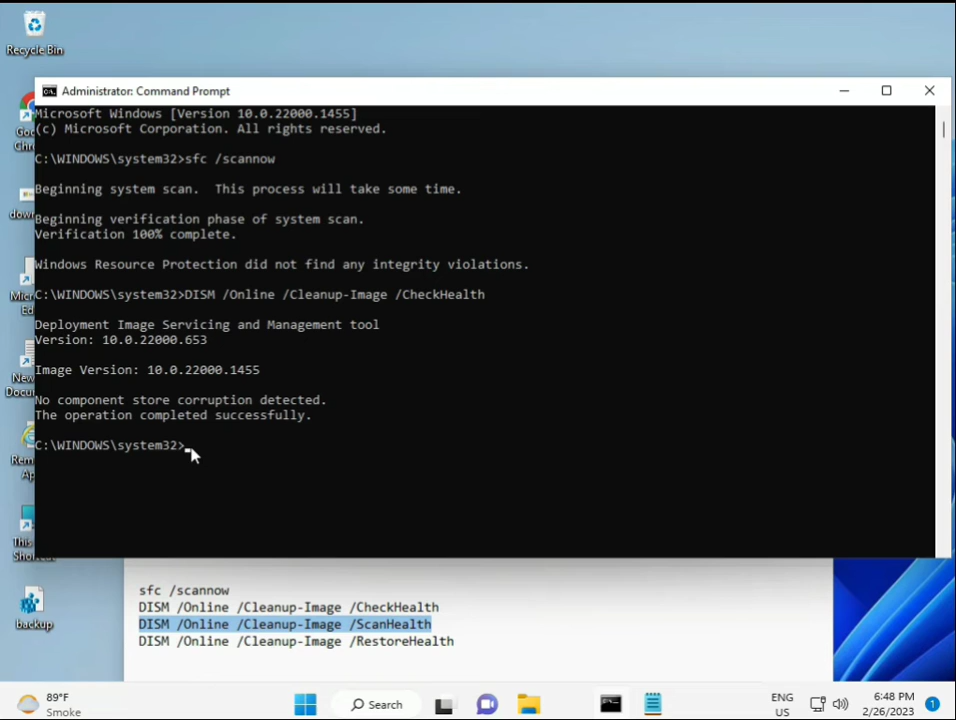 Recycle Bin
Administrator: Command Prompt
Microsoft Windows [Version 10.0.22000.1455]
(c) Microsoft Corporation. All rights reserved.
C:\WINDOWS\system32>sfc /scannow
Beginning system scan.  This process will take some time.
Beginning verification phase of system scan.
Verification 100% complete.
Windows Resource Protection did not find any integrity violations.
C:\WINDOWS\system32>DISM /Online /Cleanup-Image /CheckHealth
Deployment Image Servicing and Management tool
Version: 10.0.22000.653
Image Version: 10.0.22000.1455
No component store corruption detected.
The operation completed successfully.
C:\WINDOWS\system32>
backup
sfc /scannow
DISM /Online /Cleanup-Image /CheckHealth
DISM /Online /Cleanup-Image /ScanHealth
DISM /Online /Cleanup-Image /RestoreHealth
89°F
Smoke
Search
ENG
US
6:48 PM
2/26/2023
1